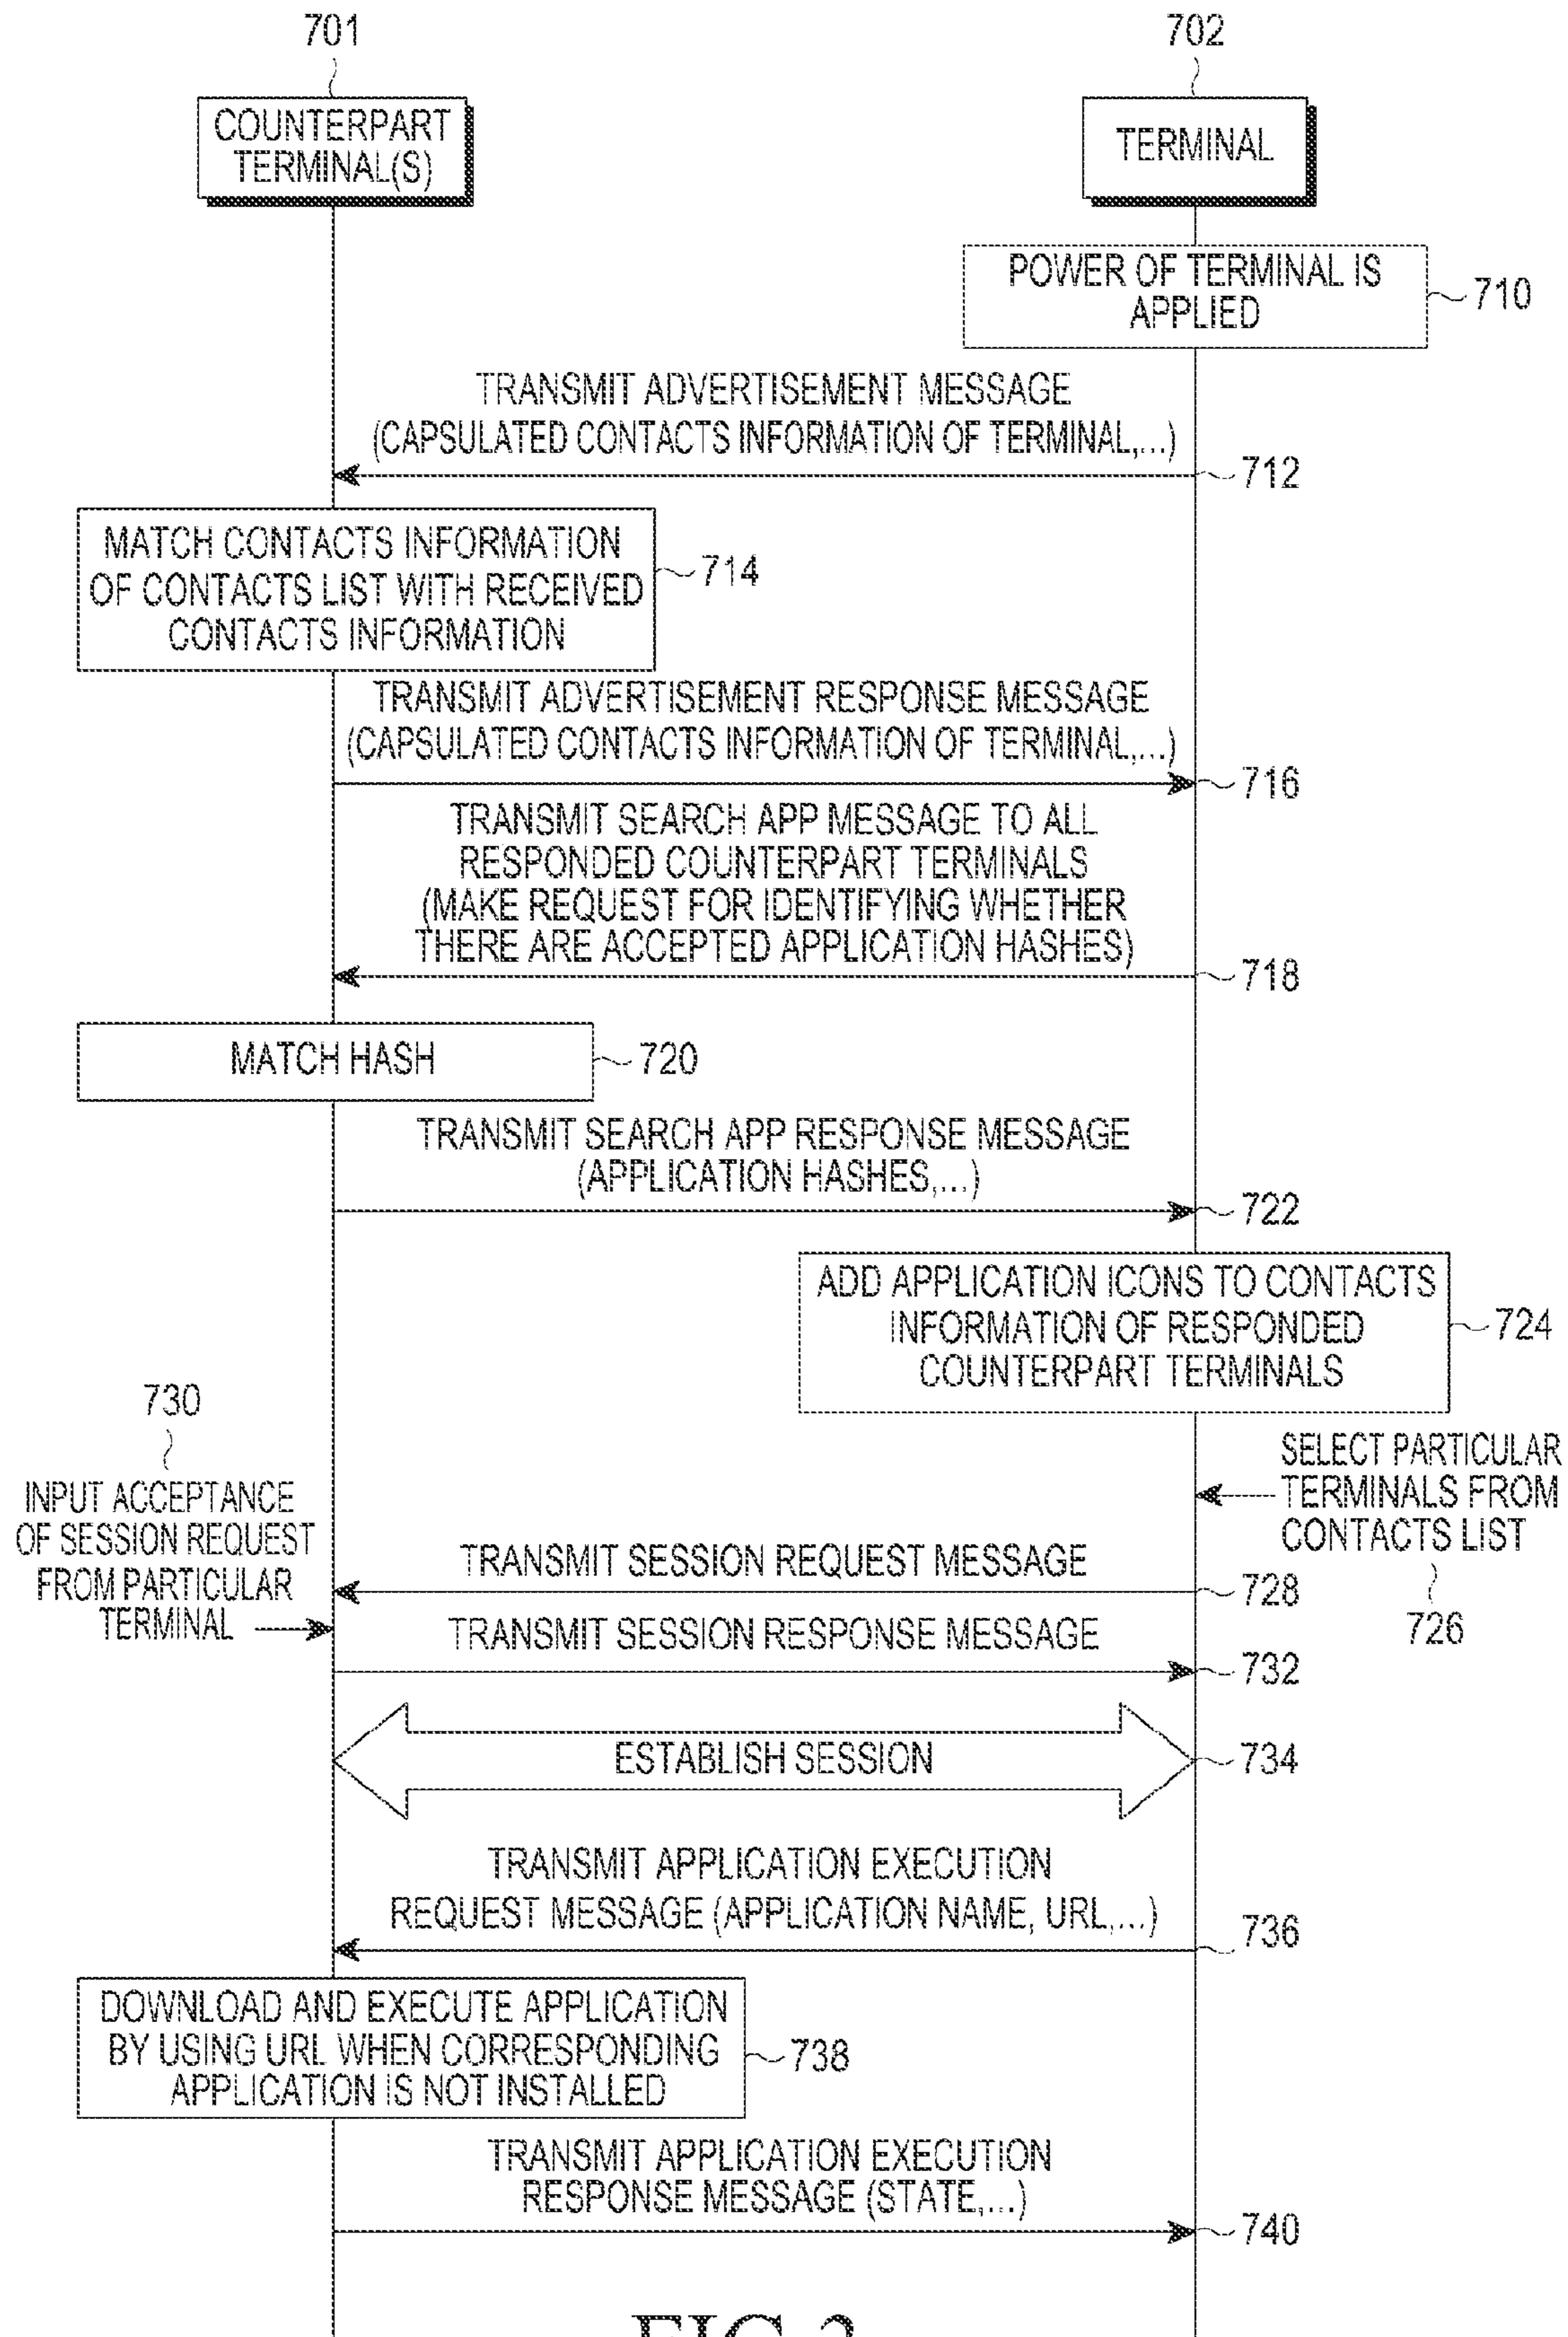 701
702
COUNTERPART
TERMINAL(S)
TERMINAL
POWER OF TERMINAL IS
APPLIED
710
TRANSMIT ADVERTISEMENT MESSAGE
(CAPSULATED CONTACTS INFORMATION OF TERMINAL,...)
712
MATCH CONTACTS INFORMATION
OF CONTACTS LIST WITH RECEIVED
CONTACTS INFORMATION
714
TRANSMIT ADVERTISEMENT RESPONSE MESSAGE
(CAPSULATED CONTACTS INFORMATION OF TERMINAL,...)
716
TRANSMIT SEARCH APP MESSAGE TO ALL
RESPONDED COUNTERPART TERMINALS
(MAKE REQUEST FOR IDENTIFYING WHETHER
THERE ARE ACCEPTED APPLICATION HASHES)
718
MATCH HASH
720
TRANSMIT SEARCH APP RESPONSE MESSAGE
(APPLICATION HASHES,...)
722
ADD APPLICATION ICONS TO CONTACTS
INFORMATION OF RESPONDED
COUNTERPART TERMINALS
724
SELECT PARTICULAR
TERMINALS FROM
CONTACTS LIST
726
TRANSMIT SESSION REQUEST MESSAGE
728
730
INPUT ACCEPTANCE
OF SESSION REQUEST
FROM PARTICULAR
TERMINAL
TRANSMIT SESSION RESPONSE MESSAGE
732
ESTABLISH SESSION
734
TRANSMIT APPLICATION EXECUTION
REQUEST MESSAGE (APPLICATION NAME, URL,...)
736
DOWNLOAD AND EXECUTE APPLICATION
BY USING URL WHEN CORRESPONDING
APPLICATION IS NOT INSTALLED
738
TRANSMIT APPLICATION EXECUTION
RESPONSE MESSAGE (STATE,...)
740